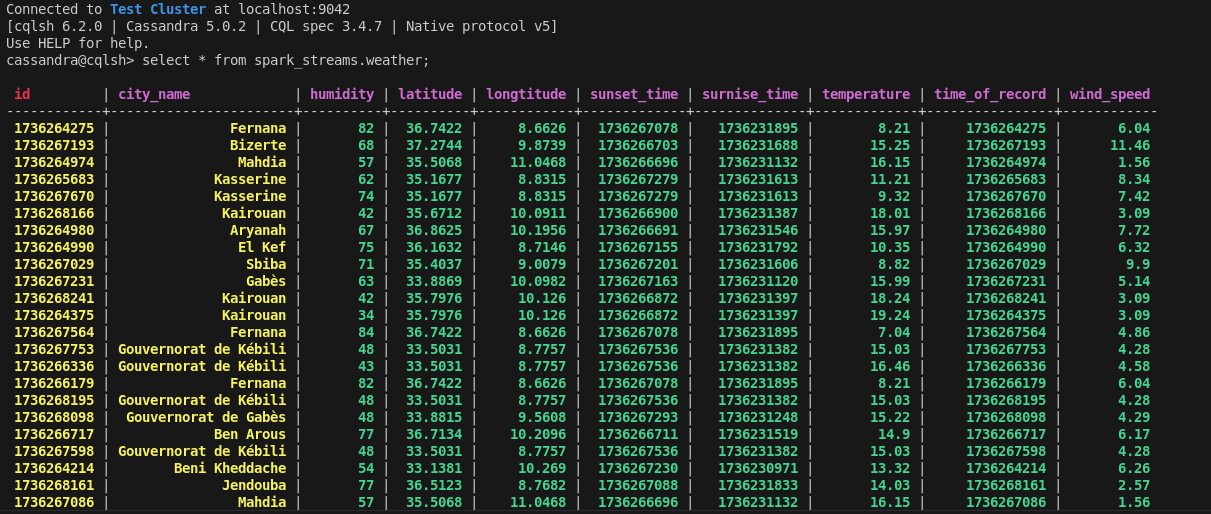 Connected to Test Cluster at localhost:9042
[cqlsh 6.2.0 | Cassandra 5.0.2 | CQL spec 3.4.7 | Native protocol v5]
Use HELP for help.
cassandra@cqlsh> select * from spark_streams.weather;
id | city_name | humidity | latitude | longtitude | sunset_time | surnise_time | temperature | time_of_record | wind_speed
------------+-----------------------+----------+----------+------------+-------------+--------------+-------------+----------------+------------
1736264275 | Fernana | 82 | 36.7422 | 8.6626 | 1736267078 | 1736231895 | 8.21 | 1736264275 | 6.04
1736267193 | Bizerte | 68 | 37.2744 | 9.8739 | 1736266703 | 1736231688 | 15.25 | 1736267193 | 11.46
1736264974 | Mahdia | 57 | 35.5068 | 11.0468 | 1736266696 | 1736231132 | 16.15 | 1736264974 | 1.56
1736265683 | Kasserine | 62 | 35.1677 | 8.8315 | 1736267279 | 1736231613 | 11.21 | 1736265683 | 8.34
1736267670 | Kasserine | 74 | 35.1677 | 8.8315 | 1736267279 | 1736231613 | 9.32 | 1736267670 | 7.42
1736268166 | Kairouan | 42 | 35.6712 | 10.0911 | 1736266900 | 1736231387 | 18.01 | 1736268166 | 3.09
1736264980 | Aryanah | 67 | 36.8625 | 10.1956 | 1736266691 | 1736231546 | 15.97 | 1736264980 | 7.72
1736264990 | El Kef | 75 | 36.1632 | 8.7146 | 1736267155 | 1736231792 | 10.35 | 1736264990 | 6.32
1736267029 | Sbiba | 71 | 35.4037 | 9.0079 | 1736267201 | 1736231606 | 8.82 | 1736267029 | 9.9
1736267231 | Gabès | 63 | 33.8869 | 10.0982 | 1736267163 | 1736231120 | 15.99 | 1736267231 | 5.14
1736268241 | Kairouan | 42 | 35.7976 | 10.126 | 1736266872 | 1736231397 | 18.24 | 1736268241 | 3.09
1736264375 | Kairouan | 34 | 35.7976 | 10.126 | 1736266872 | 1736231397 | 19.24 | 1736264375 | 3.09
1736267564 | Fernana | 84 | 36.7422 | 8.6626 | 1736267078 | 1736231895 | 7.04 | 1736267564 | 4.86
1736267753 | Gouvernorat de Kébili | 48 | 33.5031 | 8.7757 | 1736267536 | 1736231382 | 15.03 | 1736267753 | 4.28
1736266336 | Gouvernorat de Kébili | 43 | 33.5031 | 8.7757 | 1736267536 | 1736231382 | 16.46 | 1736266336 | 4.58
1736266179 | Fernana | 82 | 36.7422 | 8.6626 | 1736267078 | 1736231895 | 8.21 | 1736266179 | 6.04
1736268195 | Gouvernorat de Kébili | 48 | 33.5031 | 8.7757 | 1736267536 | 1736231382 | 15.03 | 1736268195 | 4.28
1736268098 | Gouvernorat de Gabès | 48 | 33.8815 | 9.5608 | 1736267293 | 1736231248 | 15.22 | 1736268098 | 4.29
1736266717 | Ben Arous | 77 | 36.7134 | 10.2096 | 1736266711 | 1736231519 | 14.9 | 1736266717 | 6.17
1736267598 | Gouvernorat de Kébili | 48 | 33.5031 | 8.7757 | 1736267536 | 1736231382 | 15.03 | 1736267598 | 4.28
1736264214 | Beni Kheddache | 54 | 33.1381 | 10.269 | 1736267230 | 1736230971 | 13.32 | 1736264214 | 6.26
1736268161 | Jendouba | 77 | 36.5123 | 8.7682 | 1736267088 | 1736231833 | 14.03 | 1736268161 | 2.57
1736267086 | Mahdia | 57 | 35.5068 | 11.0468 | 1736266696 | 1736231132 | 16.15 | 1736267086 | 1.56